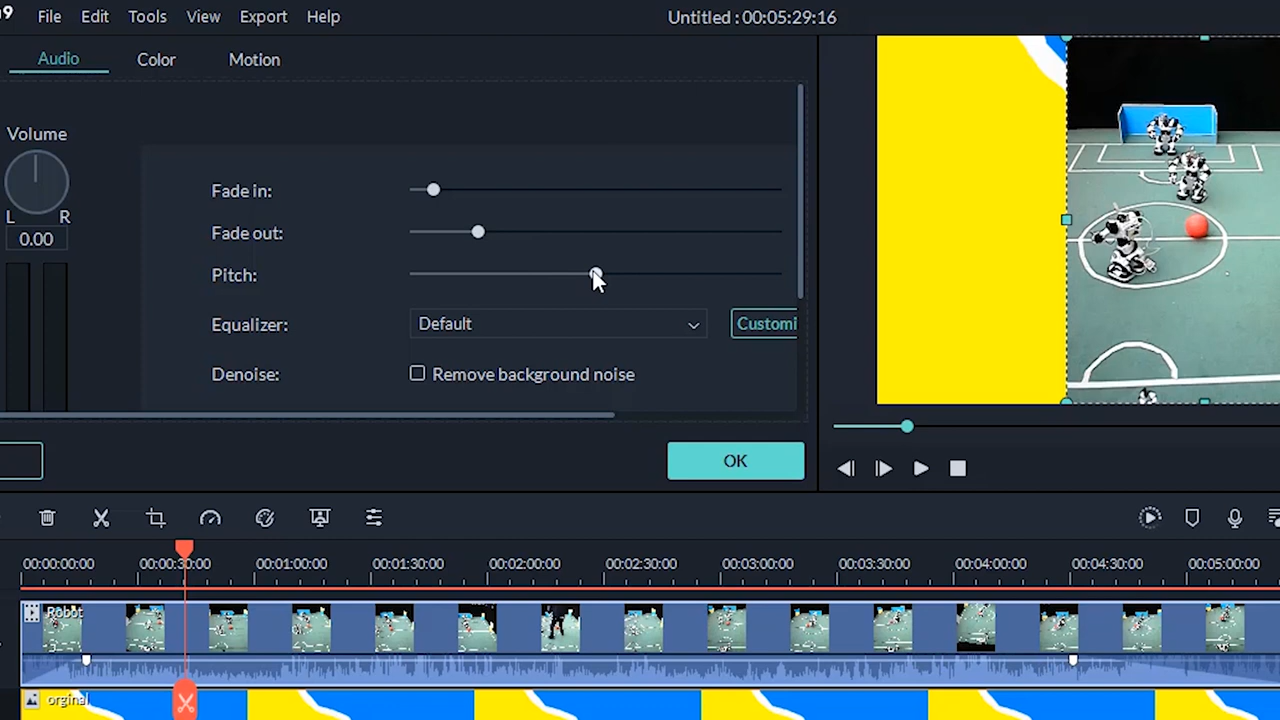 9 File Edit Tools View Export Help Untitled : 00:05:29:16
Audio Color Motion
Volume
Fade in:
L R
0.00
Fade out:
Pitch:
Equalizer: Default Customi
Denoise: Remove background noise
OK
00:00:00:00 00:00:30:00 00:01:00:00 00:01:30:00 00:02:00:00 00:02:30:00 00:03:00:00 00:03:30:00 00:04:00:00 00:04:30:00 00:05:00:00
Robot
orginal